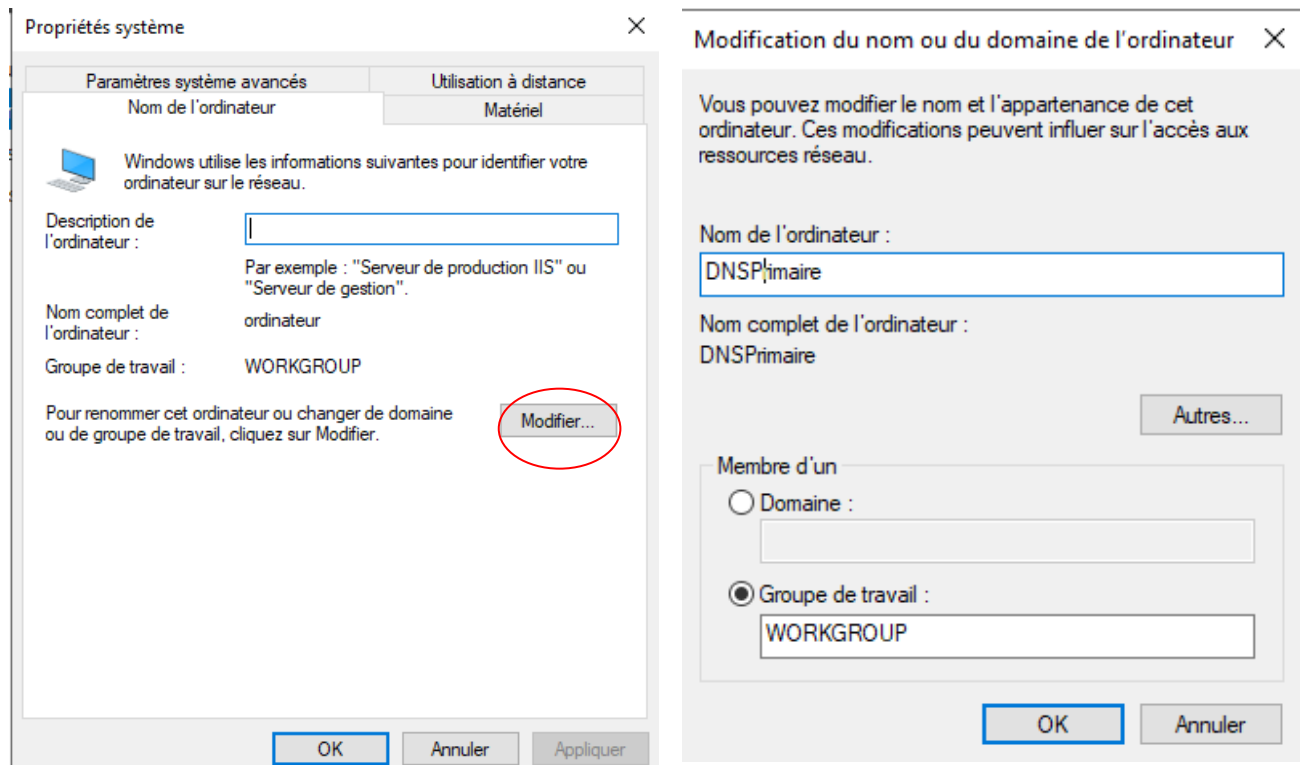 Propriétés système
Paramètres système avancés
Utilisation à distance
Nom de l'ordinateur
Matériel
Windows utilise les informations suivantes pour identifier votre
ordinateur sur le réseau.
Description de
l'ordinateur :
Par exemple : "Serveur de production IIS" ou
"Serveur de gestion".
Nom complet de
l'ordinateur :
ordinateur
Groupe de travail :
WORKGROUP
Pour renommer cet ordinateur ou changer de domaine
ou de groupe de travail, cliquez sur Modifier.
Modifier...
OK
Annuler
Appliquer
Modification du nom ou du domaine de l'ordinateur
Vous pouvez modifier le nom et l'appartenance de cet
ordinateur. Ces modifications peuvent influer sur l'accès aux
ressources réseau.
Nom de l'ordinateur :
DNSPrimaire
Nom complet de l'ordinateur :
DNSPrimaire
Autres...
Membre d'un
Domaine :
Groupe de travail :
WORKGROUP
OK
Annuler